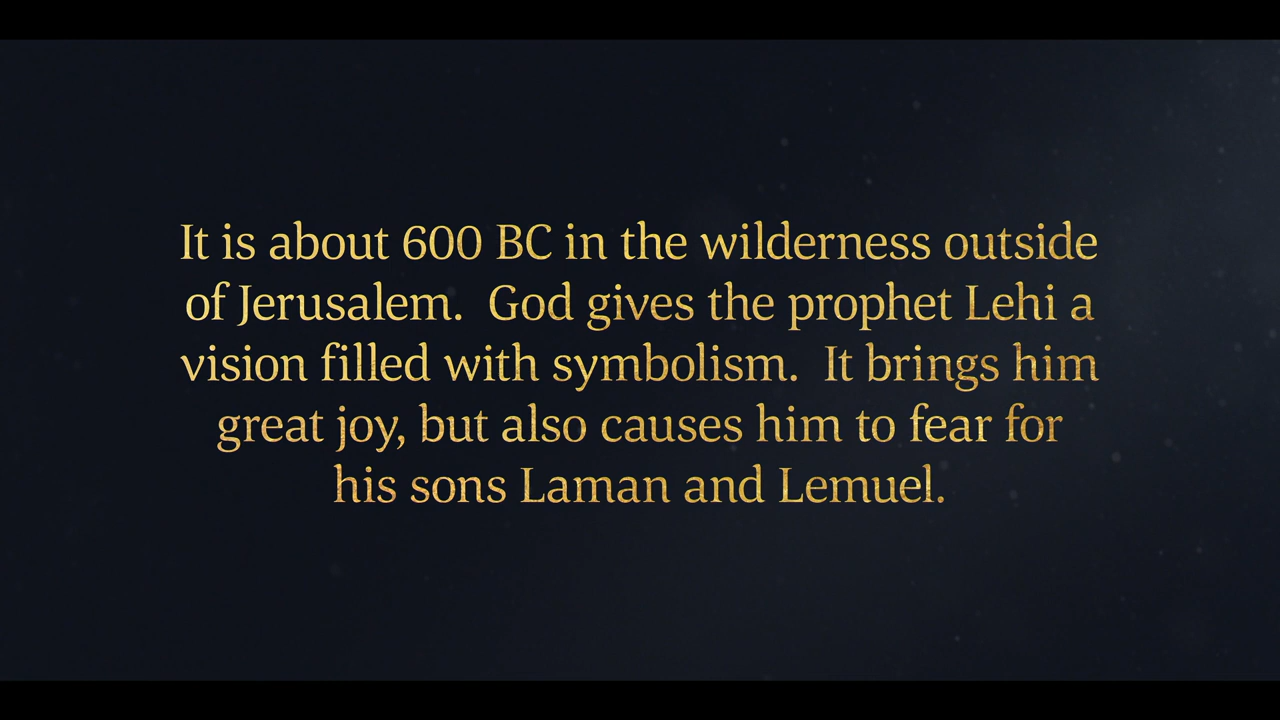 It is about 600 BC in the wilderness outside
of Jerusalem.  God gives the prophet Lehi a
vision filled with symbolism.  It brings him
great joy, but also causes him to fear for
his sons Laman and Lemuel.